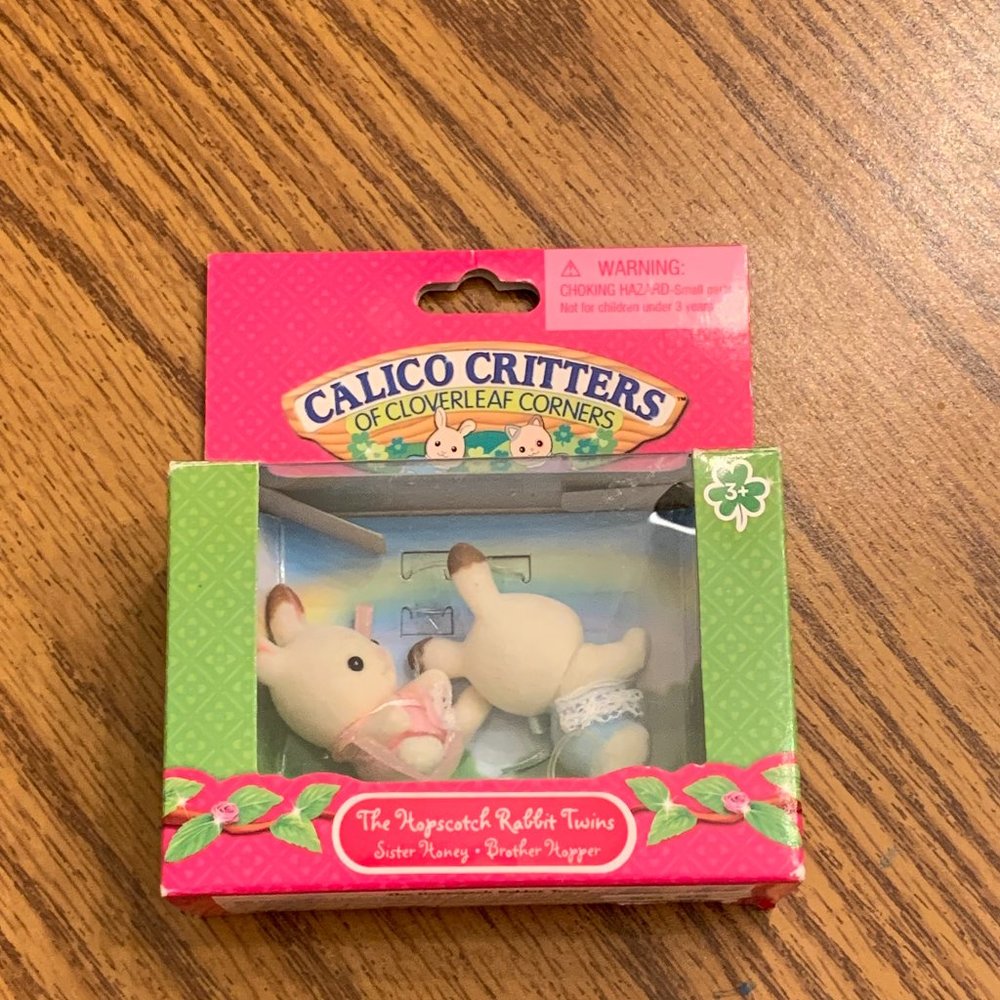 WARNING:
CHOKING HAZARD-Small
Not for children under 3 years
CALICO CRITTERS
OF CLOVERLEAF CORNERS
™
3+
The Hopscotch Rabbit Twins
Sister Honey • Brother Hopper